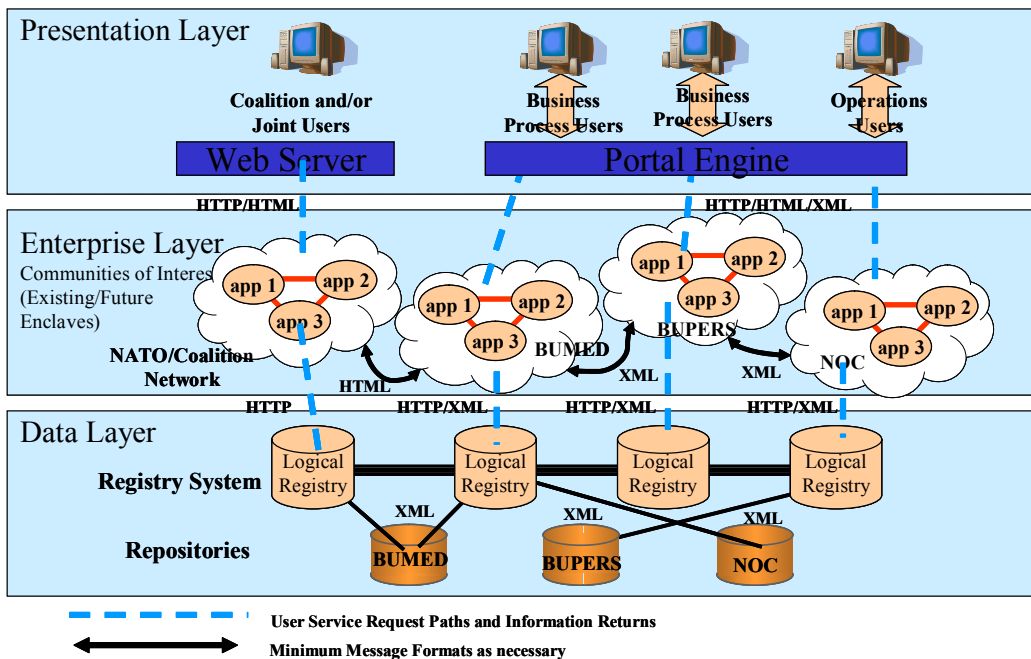 Presentation Layer
Coalition and/or
Joint Users
Business
Process Users
Business
Process Users
Operations
Users
Web Server
Portal Engine
HTTP/HTML
HTTP/HTML/XML
Enterprise Layer
Communities of Interes
(Existing/Future
Enclaves)
app 1
app 2
app 3
NATO/Coalition
Network
app 1
app 2
app 3
BUMED
app 1
app 2
app 3
BUPERS
app 1
app 2
app 3
NOC
HTML
XML
XML
HTTP
HTTP/XML
HTTP/XML
HTTP/XML
Data Layer
Registry System
Logical
Registry
Logical
Registry
Logical
Registry
Logical
Registry
XML
XML
XML
Repositories
BUMED
BUPERS
NOC
User Service Request Paths and Information Returns
Minimum Message Formats as necessary